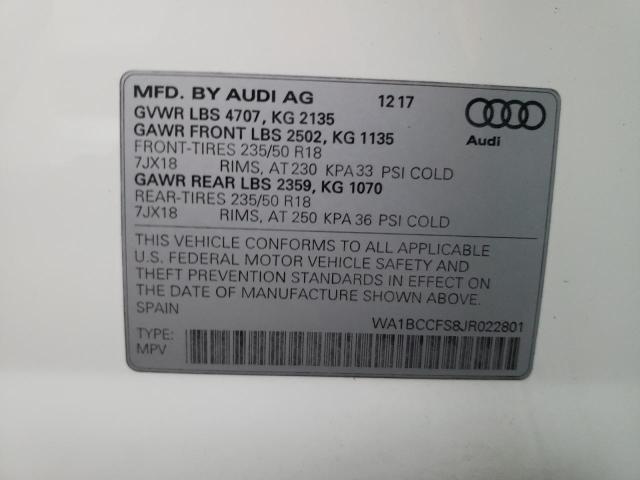 MFD. BY AUDI AG 12 17
GVWR LBS 4707, KG 2135
GAWR FRONT LBS 2502, KG 1135
FRONT-TIRES 235/50 R18
7JX18 RIMS, AT 230 KPA 33 PSI COLD
GAWR REAR LBS 2359, KG 1070
REAR-TIRES 235/50 R18
7JX18 RIMS, AT 250 KPA 36 PSI COLD
Audi
THIS VEHICLE CONFORMS TO ALL APPLICABLE
U.S. FEDERAL MOTOR VEHICLE SAFETY AND
THEFT PREVENTION STANDARDS IN EFFECT ON
THE DATE OF MANUFACTURE SHOWN ABOVE.
SPAIN
WA1BCCFS8JR022801
TYPE:
MPV